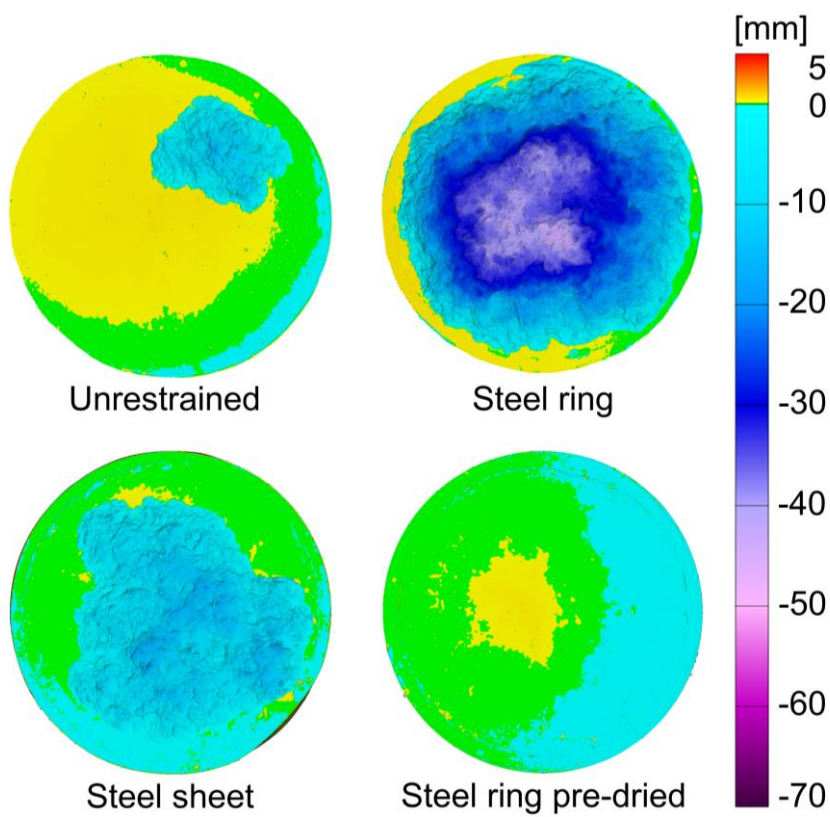 [mm]
5
0
-10
-20
-30
-40
-50
-60
-70
Unrestrained
Steel ring
Steel sheet
Steel ring pre-dried